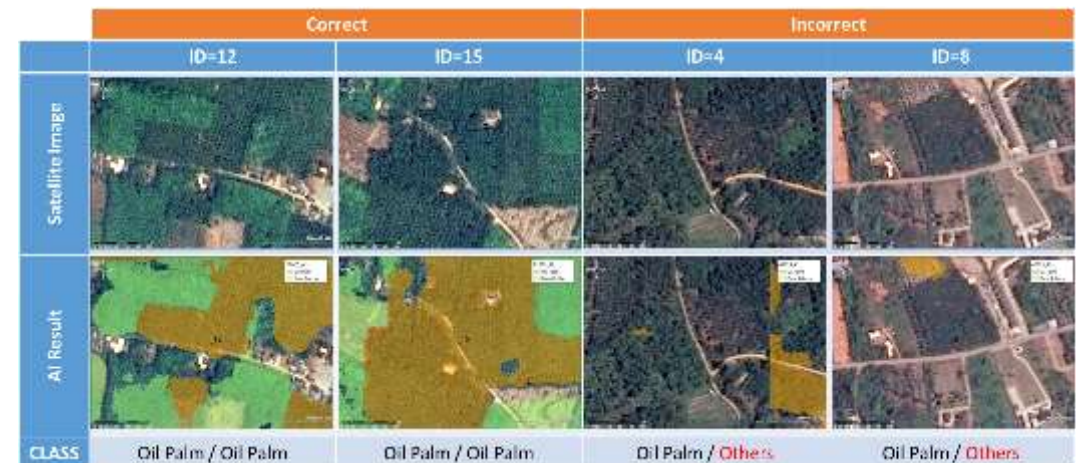 Correct Incorrect
ID=12 ID=15 ID=4 ID=8
Satellite Image
AI Result
CLASS Oil Palm / Oil Palm Oil Palm / Oil Palm Oil Palm / Others Oil Palm / Others